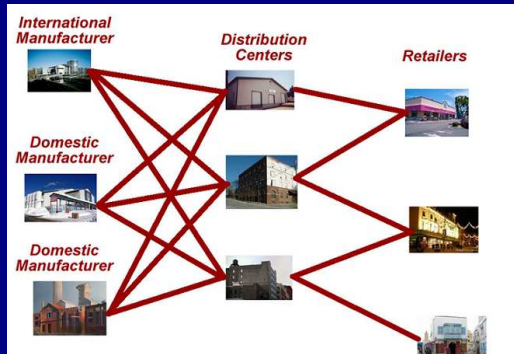 International
Manufacturer
Distribution
Centers
Retailers
Domestic
Manufacturer
Domestic
Manufacturer